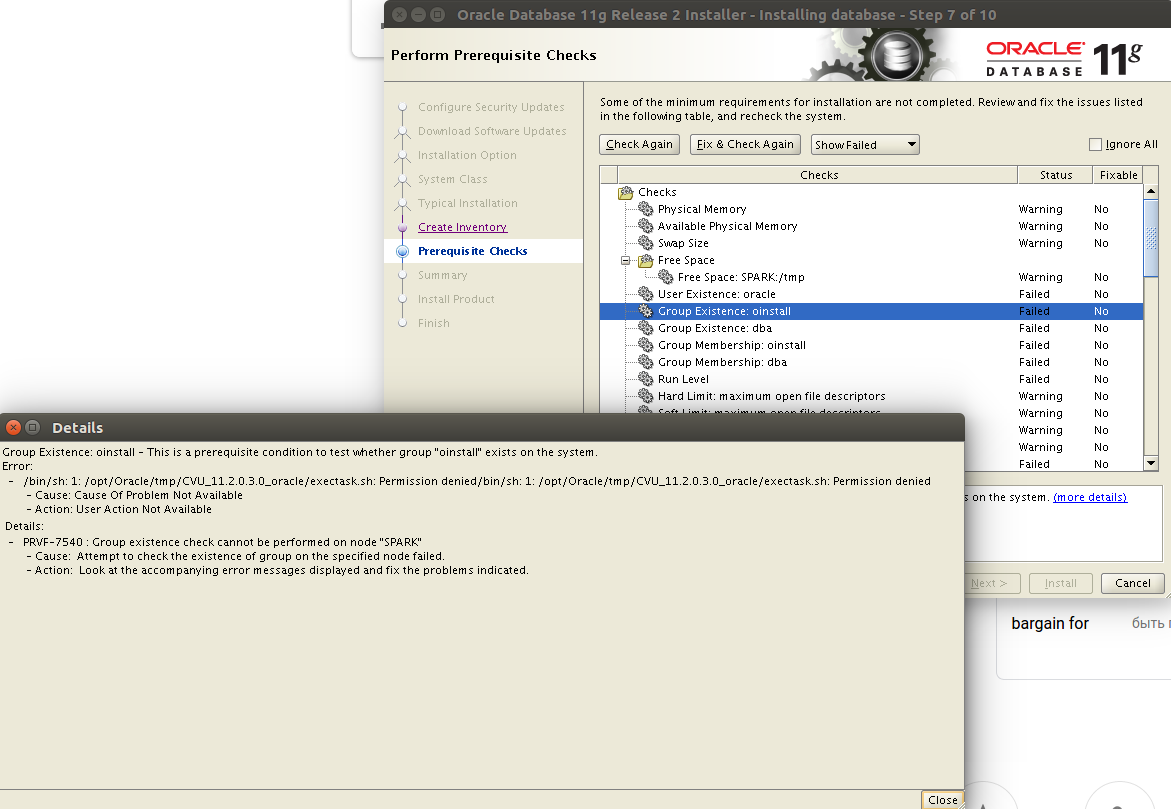 Oracle Database 11g Release 2 Installer - Installing database - Step 7 of 10
Perform Prerequisite Checks
ORACLE
DATABASE
11g
Configure Security Updates
Download Software Updates
Installation Option
System Class
Typical Installation
Create Inventory
Prerequisite Checks
Summary
Install Product
Finish
Some of the minimum requirements for installation are not completed. Review and fix the issues listed
in the following table, and recheck the system.
Check Again Fix & Check Again Show Failed Ignore All
Checks Status Fixable
Checks
Physical Memory Warning No
Available Physical Memory Warning No
Swap Size Warning No
Free Space
Free Space: SPARK:/tmp Warning No
User Existence: oracle Failed No
Group Existence: oinstall Failed No
Group Existence: dba Failed No
Group Membership: oinstall Failed No
Group Membership: dba Failed No
Run Level Failed No
Hard Limit: maximum open file descriptors Warning No
Soft Limit: maximum open file descriptors Warning No
Warning No
Warning No
Failed No
s on the system. (more details)
Next > Install Cancel
Details
Group Existence: oinstall - This is a prerequisite condition to test whether group "oinstall" exists on the system.
Error:
- /bin/sh: 1: /opt/Oracle/tmp/CVU_11.2.0.3.0_oracle/exectask.sh: Permission denied/bin/sh: 1: /opt/Oracle/tmp/CVU_11.2.0.3.0_oracle/exectask.sh: Permission denied
- Cause: Cause Of Problem Not Available
- Action: User Action Not Available
Details:
- PRVF-7540 : Group existence check cannot be performed on node "SPARK"
- Cause: Attempt to check the existence of group on the specified node failed.
- Action: Look at the accompanying error messages displayed and fix the problems indicated.
Close
bargain for быть